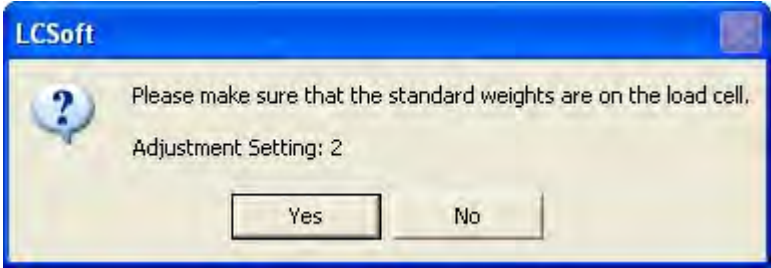 LCSoft
Please make sure that the standard weights are on the load cell.
Adjustment Setting: 2
Yes No